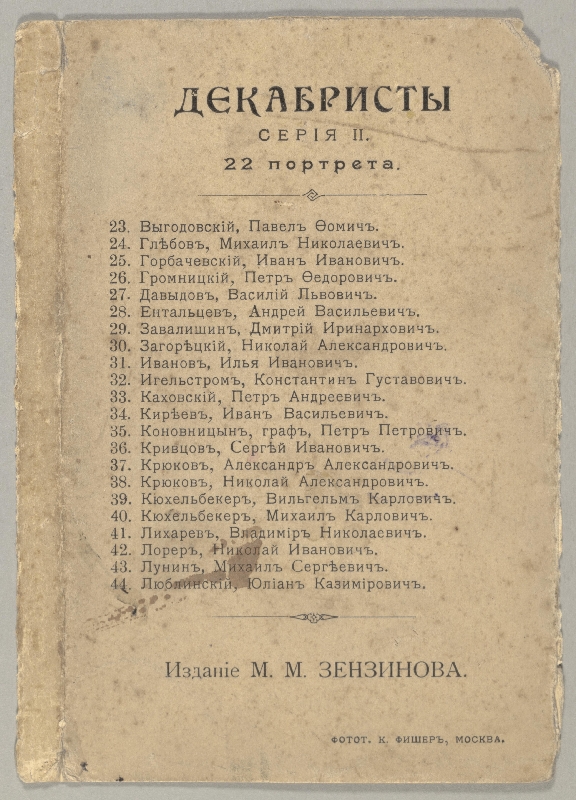 ДЕКАБРИСТЫ
СЕРІЯ II.
22 портрета.
23. Выгодовскій, Павелъ Ѳомичъ.
24. Глѣбовъ, Михаилъ Николаевичъ.
25. Горбачевскій, Иванъ Ивановичъ.
26. Громницкій, Петръ Ѳедоровичъ.
27. Давыдовъ, Василій Львовичъ.
28. Ентальцевъ, Андрей Васильевичъ.
29. Завалишинъ, Дмитрій Иринарховичъ.
30. Загорѣцкій, Николай Александровичъ.
31. Ивановъ, Илья Ивановичъ.
32. Игельстромъ, Константинъ Густавовичъ.
33. Каховскій, Петръ Андреевичъ.
34. Кирѣевъ, Иванъ Васильевичъ.
35. Коновницынъ, графъ, Петръ Петровичъ.
36. Кривцовъ, Сергѣй Ивановичъ.
37. Крюковъ, Александръ Александровичъ.
38. Крюковъ, Николай Александровичъ.
39. Кюхельбекеръ, Вильгельмъ Карловичъ.
40. Кюхельбекеръ, Михаилъ Карловичъ.
41. Лихаревъ, Владиміръ Николаевичъ.
42. Лореръ, Николай Ивановичъ.
43. Лунинъ, Михаилъ Сергѣевичъ.
44. Люблинскій, Юліанъ Казиміровичъ.
Изданіе М. М. ЗЕНЗИНОВА.
ФОТОТ. К. ФИШЕРЪ, МОСКВА.